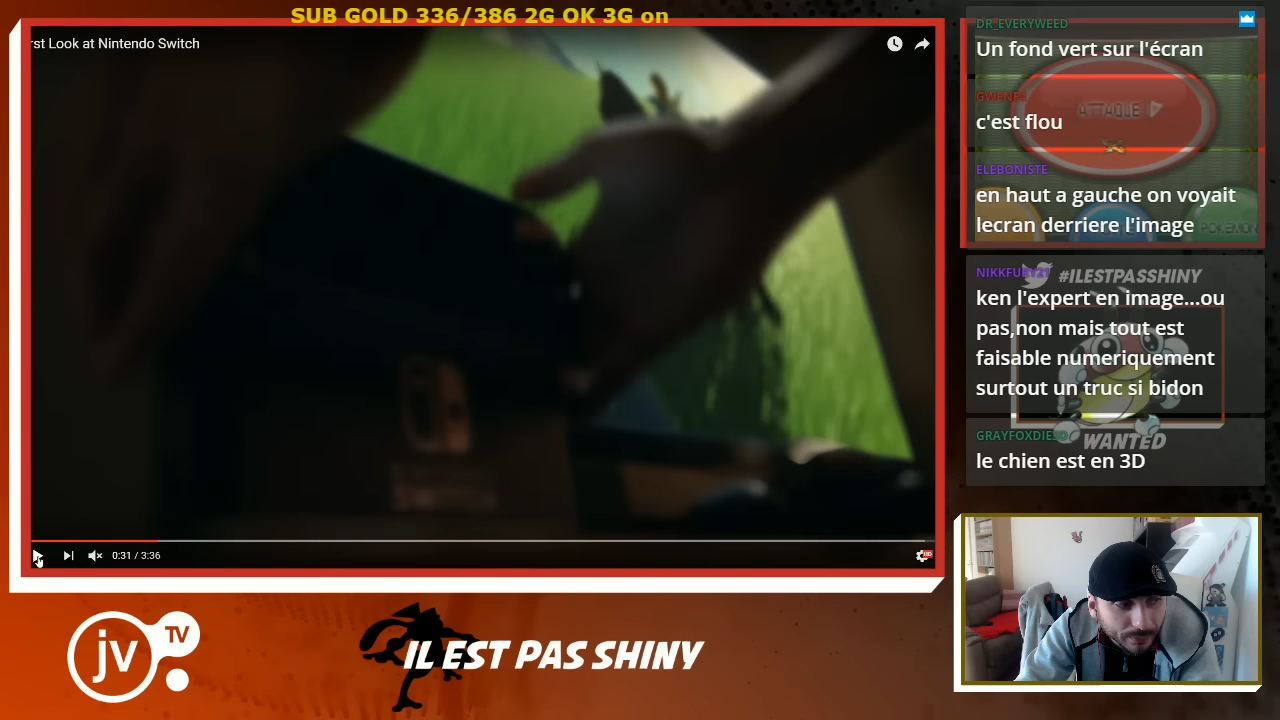 SUB GOLD 336/386 2G OK 3G on
rst Look at Nintendo Switch
0:31 / 3:36
HD
DR_EVERYWEED
Un fond vert sur l'écran
c'est flou
ELEBONISTE
en haut a gauche on voyait
lecran derriere l'image
#ILESTPASSHINY
ken l'expert en image...ou
pas,non mais tout est
faisable numeriquement
surtout un truc si bidon
WANTED
le chien est en 3D
ATTAQUE
jv TV
IL EST PAS SHINY